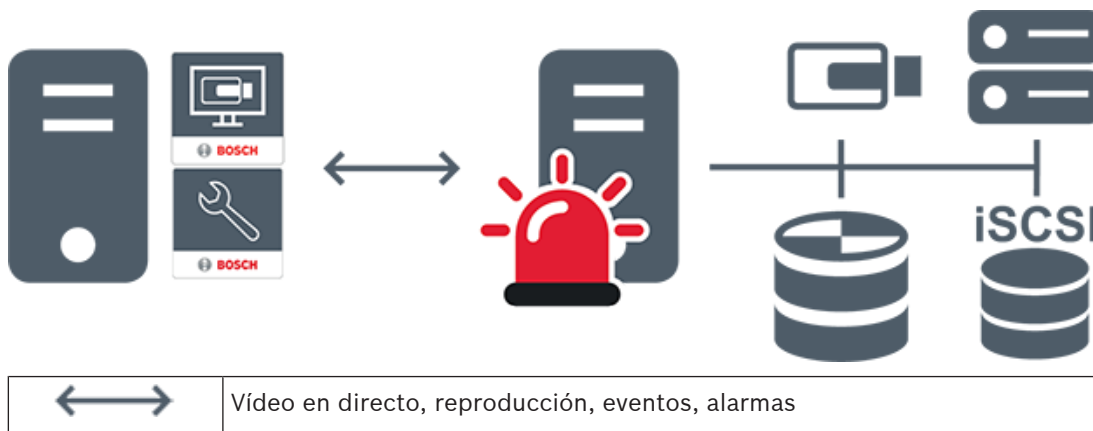 BOSCH
BOSCH
iSCSI
Vídeo en directo, reproducción, eventos, alarmas